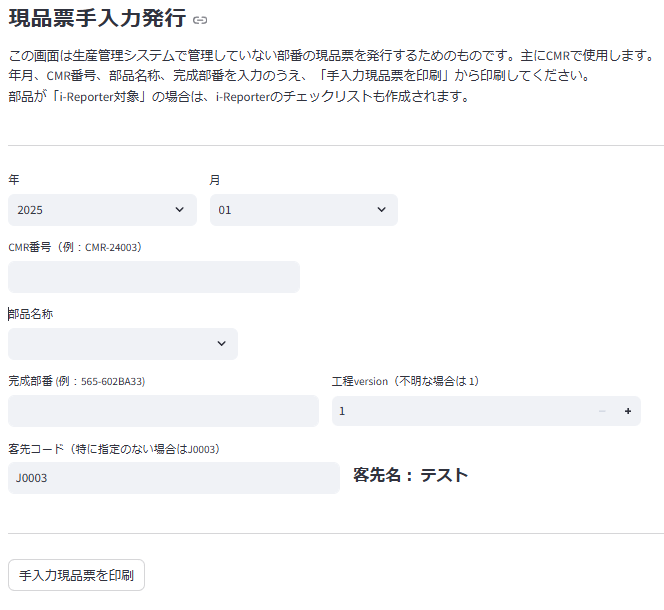 現品票手入力発行
この画面は生産管理システムで管理していない部番の現品票を発行するためのものです。主にCMRで使用します。
年月、CMR番号、部品名称、完成部番を入力のうえ、「手入力現品票を印刷」から印刷してください。
部品が「i-Reporter対象」の場合は、i-Reporterのチェックリストも作成されます。
年 月
2025 01
CMR番号（例：CMR-24003）
部品名称
完成部番 (例：565-602BA33) 工程version（不明な場合は 1）
1 − +
客先コード（特に指定のない場合はJ0003）
J0003 客先名： テスト
手入力現品票を印刷